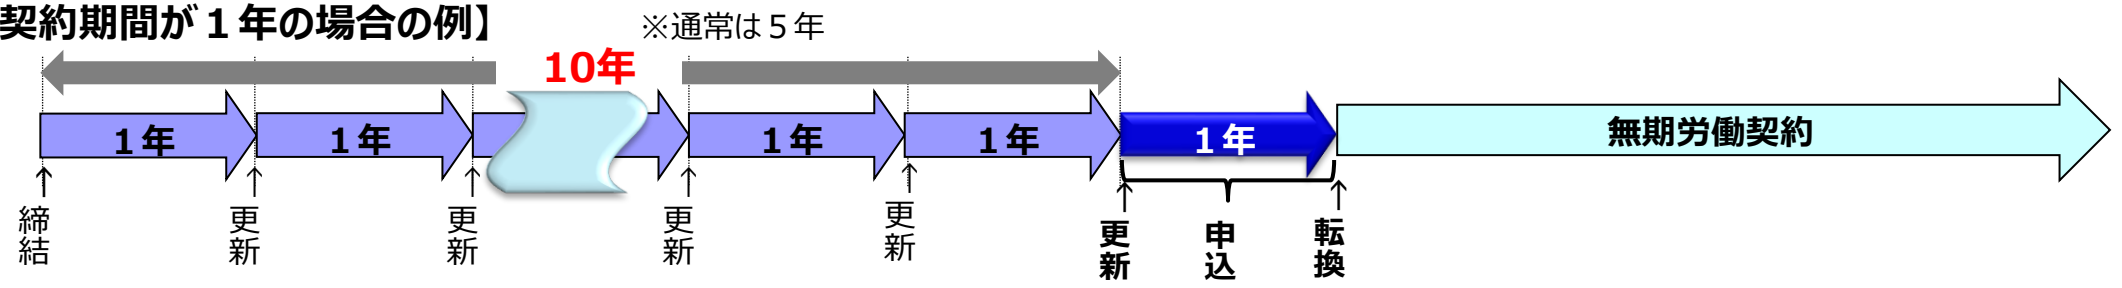 契約期間が１年の場合の例】
※通常は５年
10年
１年
１年
１年
１年
１年
無期労働契約
締結
更新
更新
更新
更新
更新
申込
転換